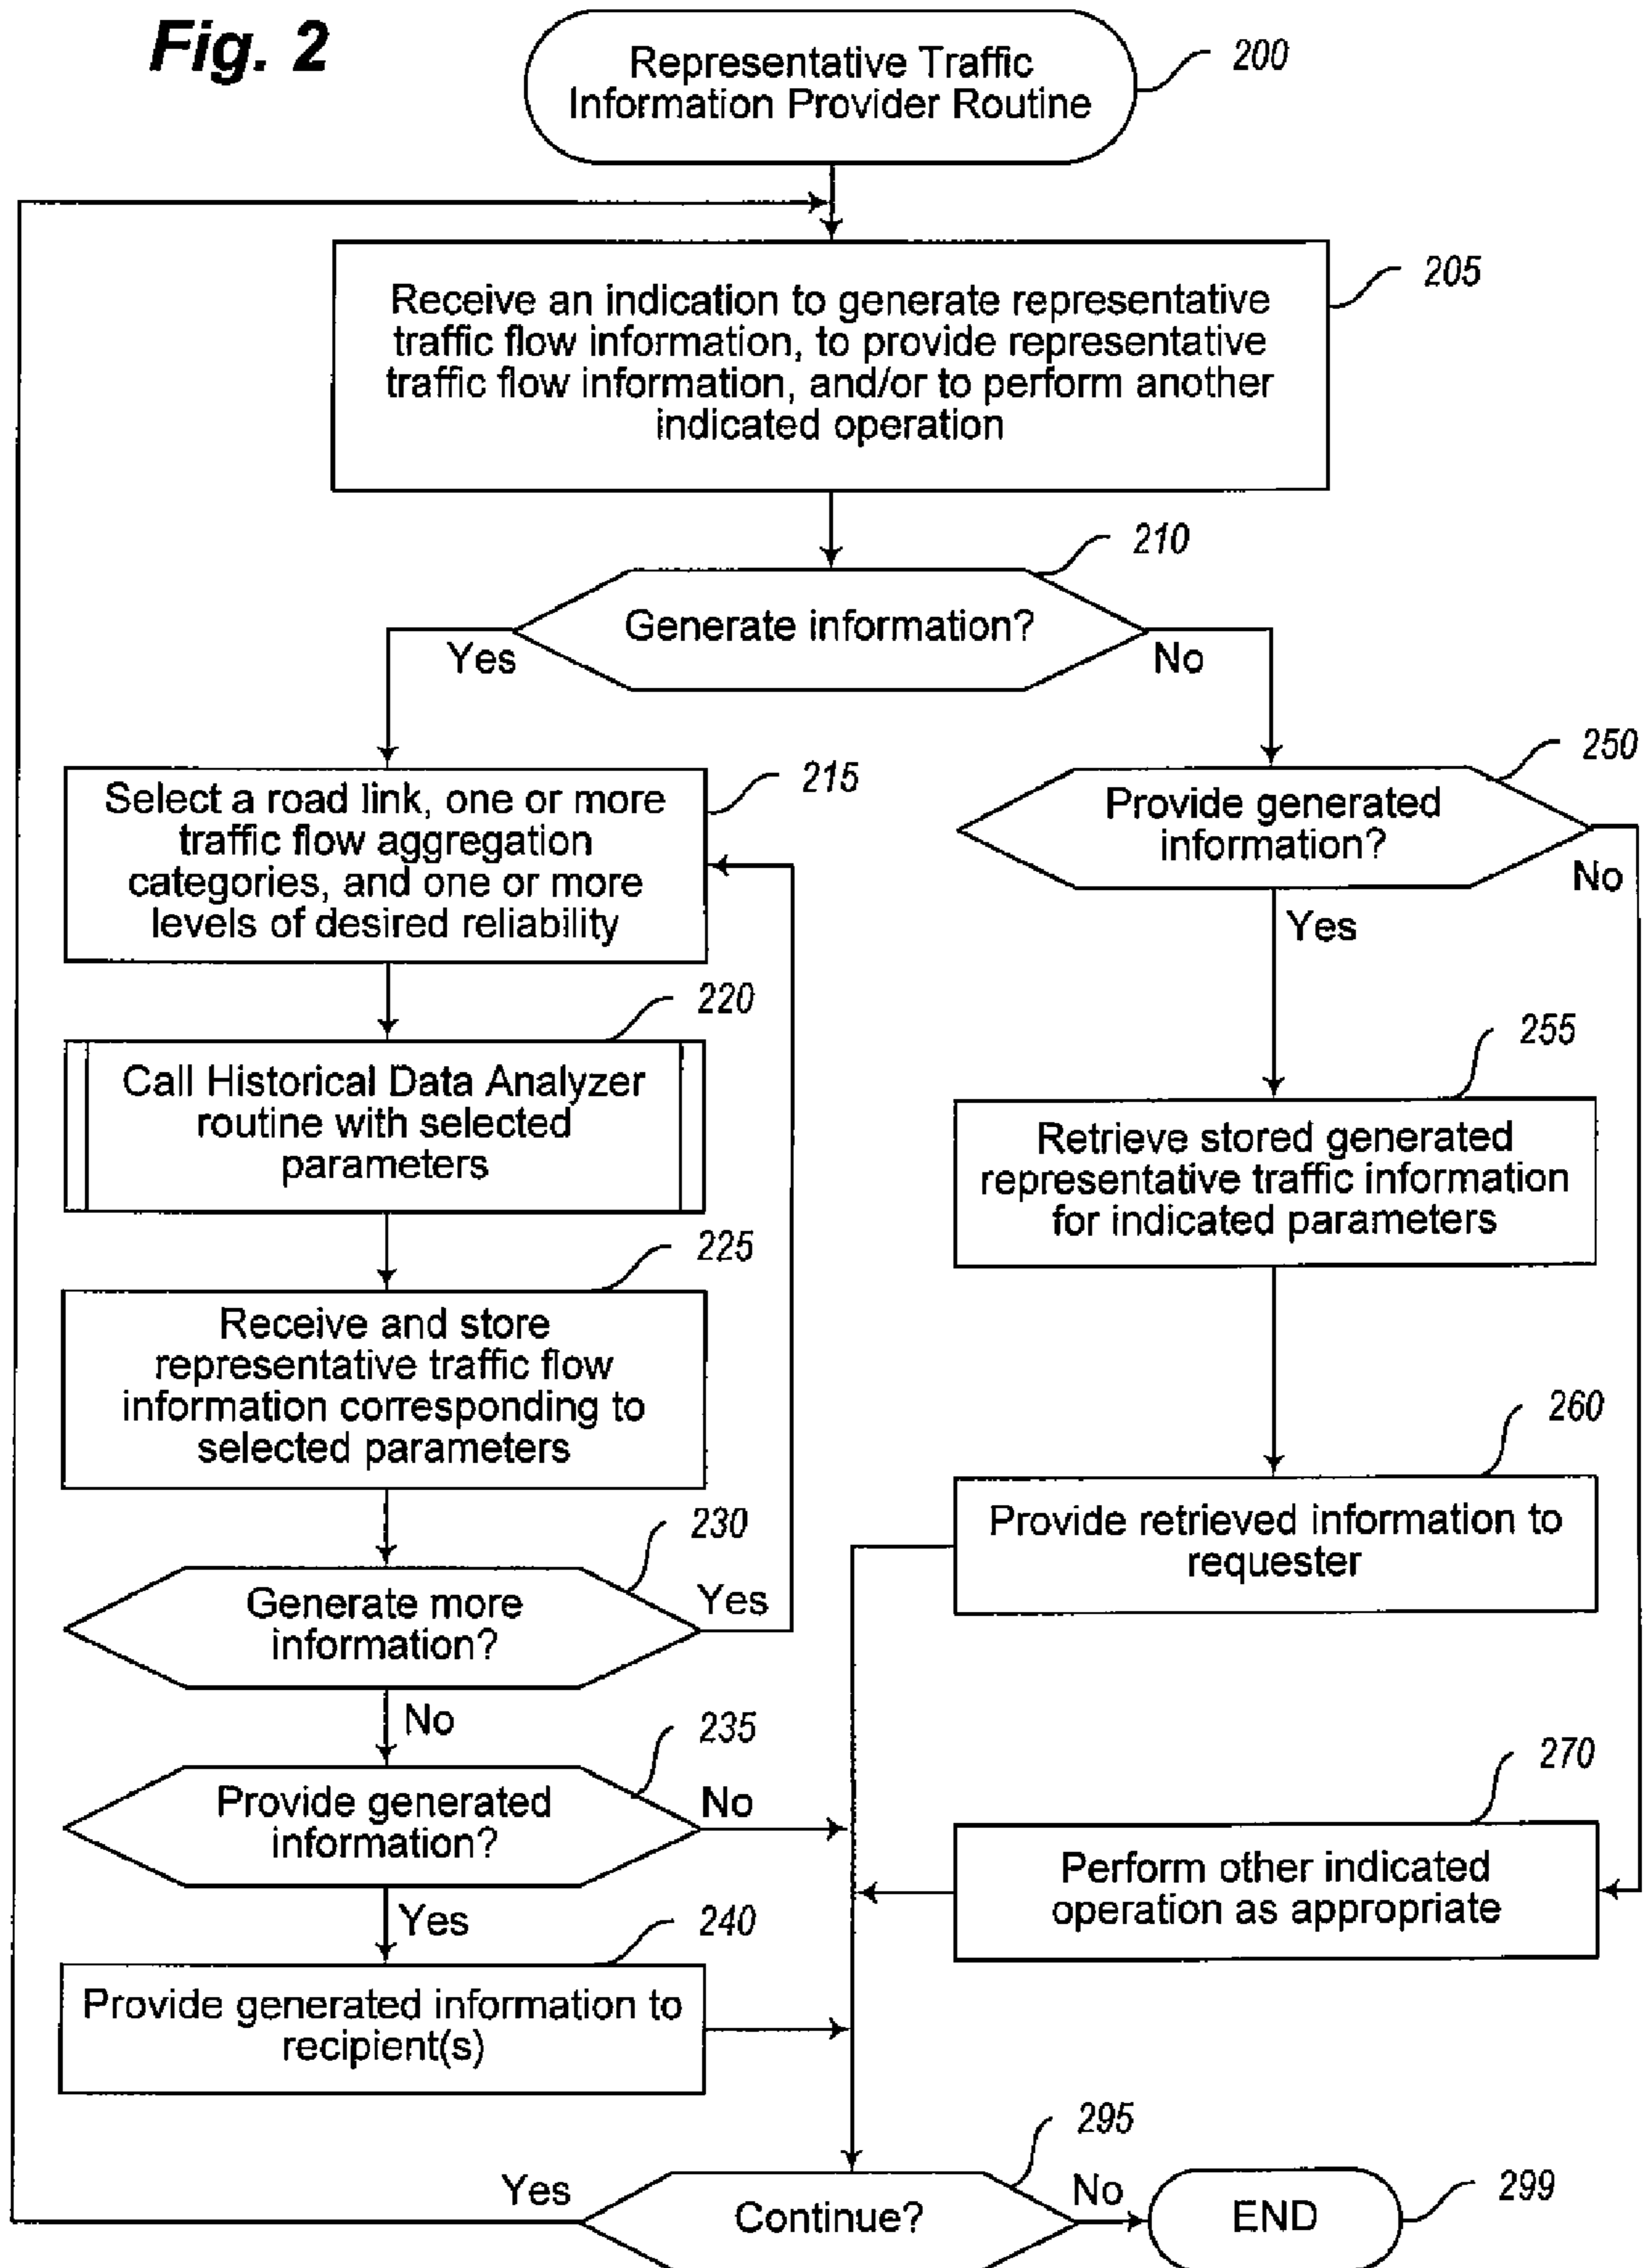 Fig. 2
Representative Traffic
Information Provider Routine
200
Receive an indication to generate representative
traffic flow information, to provide representative
traffic flow information, and/or to perform another
indicated operation
205
Generate information?
210
Yes
No
Select a road link, one or more
traffic flow aggregation
categories, and one or more
levels of desired reliability
215
Call Historical Data Analyzer
routine with selected
parameters
220
Receive and store
representative traffic flow
information corresponding to
selected parameters
225
Generate more
information?
230
Yes
No
Provide generated
information?
235
No
Yes
Provide generated information to
recipient(s)
240
Provide generated
information?
250
No
Yes
Retrieve stored generated
representative traffic information
for indicated parameters
255
Provide retrieved information to
requester
260
Perform other indicated
operation as appropriate
270
Continue?
295
Yes
No
END
299